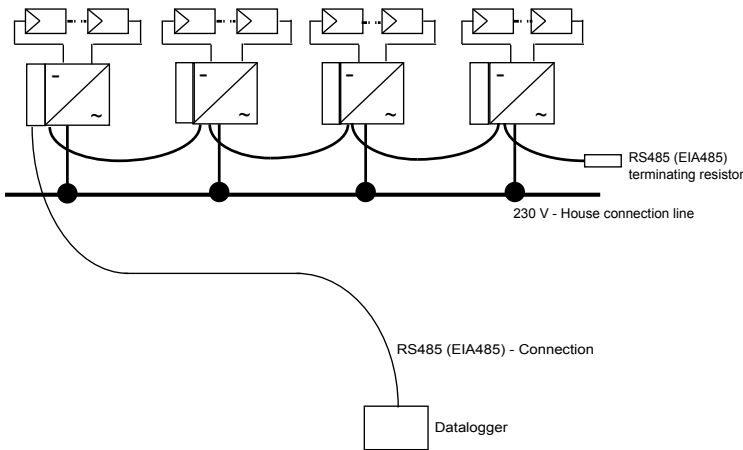 -
~
-
~
-
~
-
~
RS485 (EIA485)
terminating resistor
230 V - House connection line
RS485 (EIA485) - Connection
Datalogger